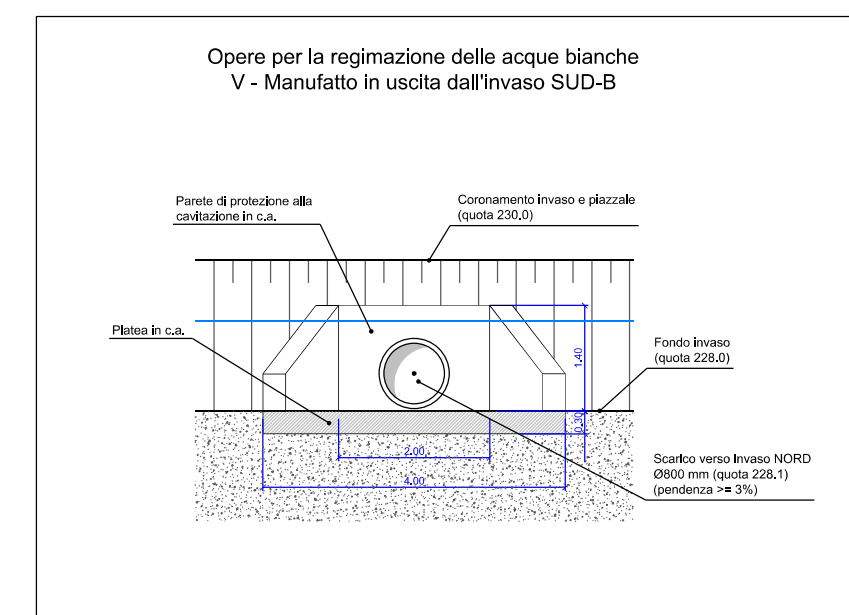 Opere per la regimazione delle acque bianche
V - Manufatto in uscita dall'invaso SUD-B
Parete di protezione alla
cavitazione in c.a.
Coronamento invaso e piazzale
(quota 230.0)
Platea in c.a.
Fondo invaso
(quota 228.0)
1.40
0.30
2.00
4.00
Scarico verso invaso NORD
Ø800 mm (quota 228.1)
(pendenza >= 3%)